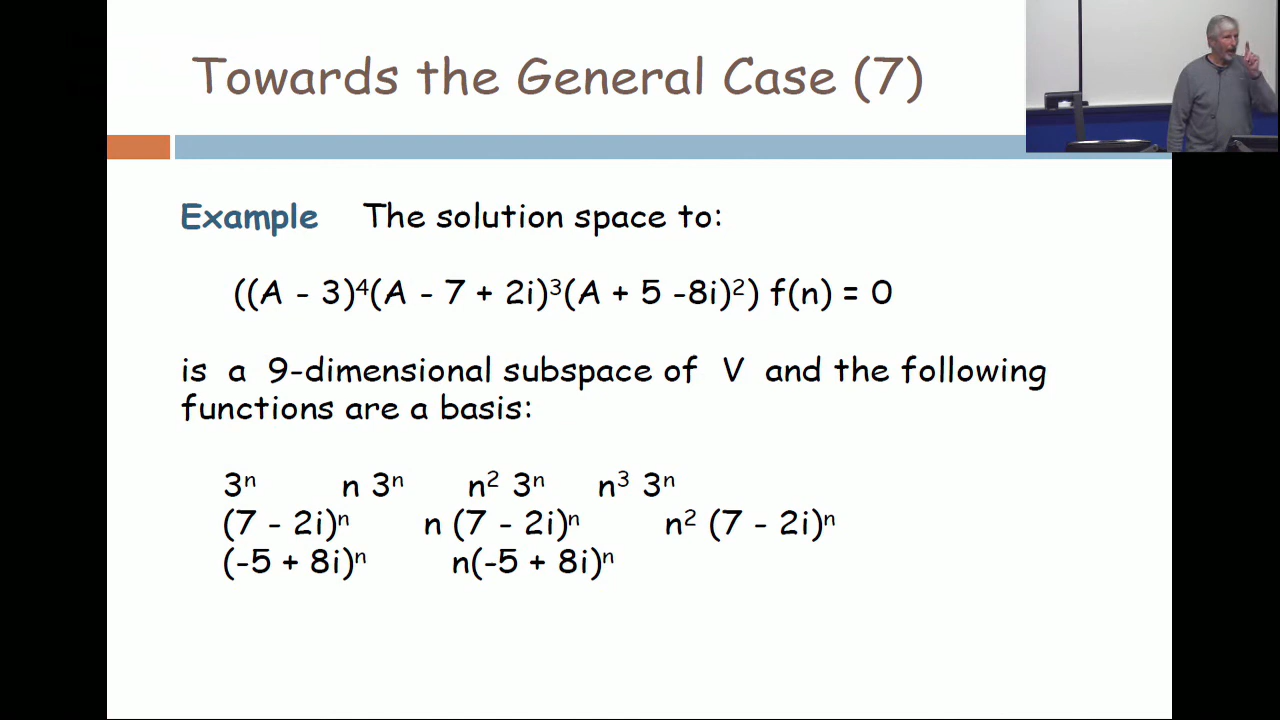 Towards the General Case (7)
Example The solution space to:
((A - 3)⁴(A - 7 + 2i)³(A + 5 -8i)²) f(n) = 0
is a 9-dimensional subspace of V and the following
functions are a basis:
3ⁿ n 3ⁿ n² 3ⁿ n³ 3ⁿ
(7 - 2i)ⁿ n (7 - 2i)ⁿ n² (7 - 2i)ⁿ
(-5 + 8i)ⁿ n(-5 + 8i)ⁿ